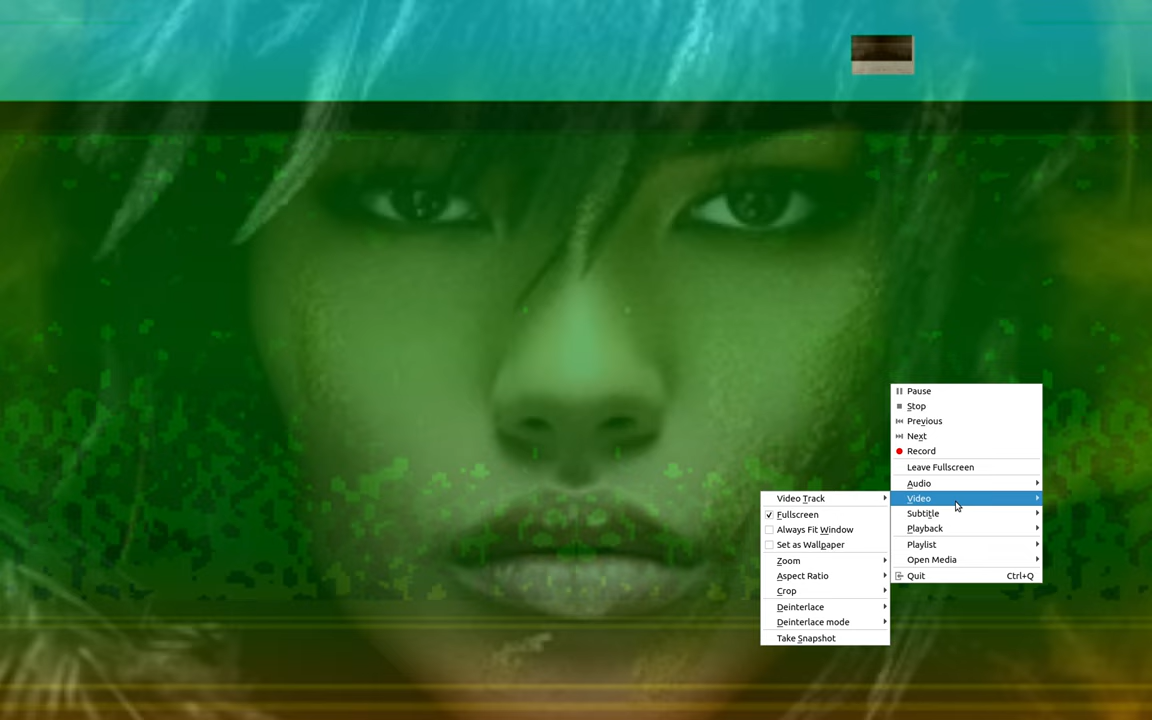 Pause
Stop
Previous
Next
Record
Leave Fullscreen
Audio
Video
Subtitle
Playback
Playlist
Open Media
Quit Ctrl+Q
Video Track
Fullscreen
Always Fit Window
Set as Wallpaper
Zoom
Aspect Ratio
Crop
Deinterlace
Deinterlace mode
Take Snapshot